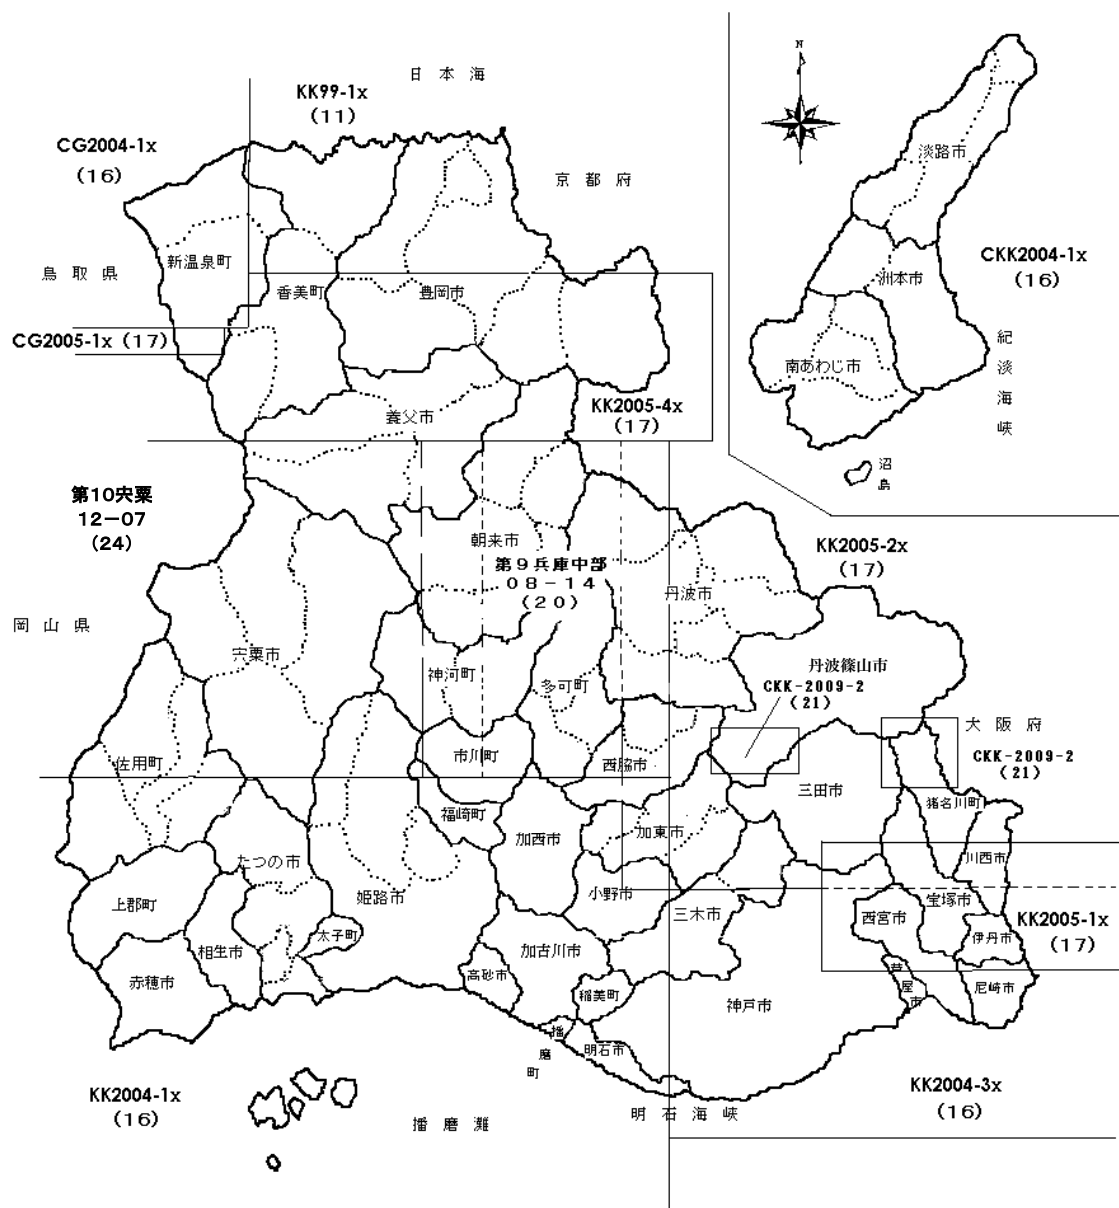 日本海
N
KK99-1x
(11)
CG2004-1x
(16)
淡路市
京都府
CKK2004-1x
(16)
洲本市
新温泉町
鳥取県
香美町
豊岡市
CG2005-1x (17)
紀淡海峡
南あわじ市
養父市
KK2005-4x
(17)
沼島
第10宍粟
12－07
(24)
朝来市
第９兵庫中部
０８－１４
(２０)
KK2005-2x
(17)
丹波市
岡山県
宍粟市
神河町
多可町
丹波篠山市
CKK-2009-2
(21)
大阪府
CKK-2009-2
(21)
佐用町
市川町
西脇市
三田市
猪名川町
福崎町
加西市
加東市
川西市
たつの市
姫路市
小野市
宝塚市
上郡町
三木市
西宮市
KK2005-1x
(17)
伊丹市
太子町
相生市
加古川市
赤穂市
高砂市
芦屋市
尼崎市
稲美町
神戸市
播磨町
明石市
KK2004-1x
(16)
KK2004-3x
(16)
播磨灘
明石海峡